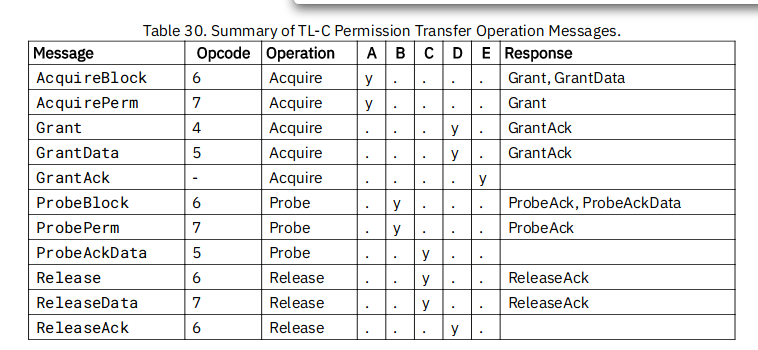 Table 30. Summary of TL-C Permission Transfer Operation Messages.
Message Opcode Operation A B C D E Response
AcquireBlock 6 Acquire y . . . . Grant, GrantData
AcquirePerm 7 Acquire y . . . . Grant
Grant 4 Acquire . . . y . GrantAck
GrantData 5 Acquire . . . y . GrantAck
GrantAck - Acquire . . . . y
ProbeBlock 6 Probe . y . . . ProbeAck, ProbeAckData
ProbePerm 7 Probe . y . . . ProbeAck
ProbeAckData 5 Probe . . y . .
Release 6 Release . . y . . ReleaseAck
ReleaseData 7 Release . . y . . ReleaseAck
ReleaseAck 6 Release . . . y .